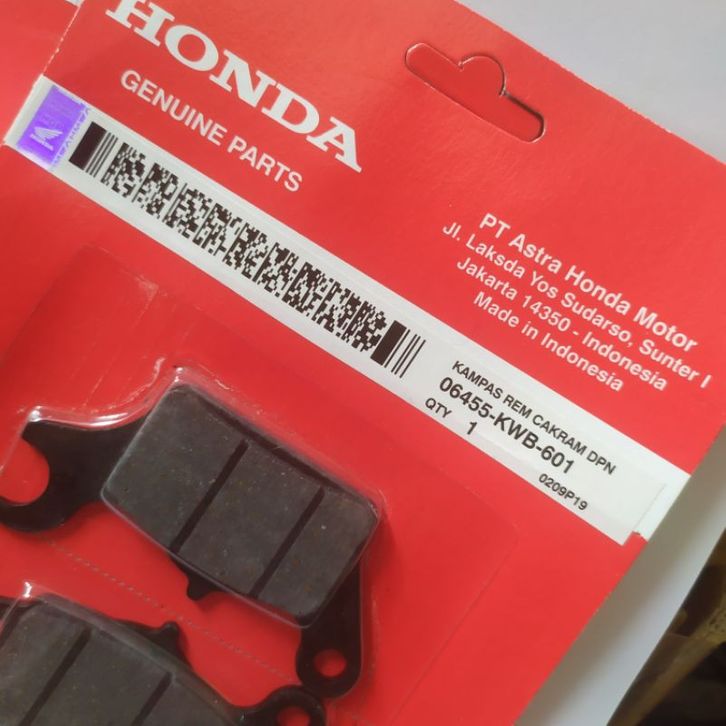 HONDA
GENUINE PARTS
PT Astra Honda Motor
Jl. Laksda Yos Sudarso, Sunter I
Jakarta 14350 - Indonesia
Made in Indonesia
KAMPAS REM CAKRAM DPN
06455-KWB-601
QTY 1
0209P19